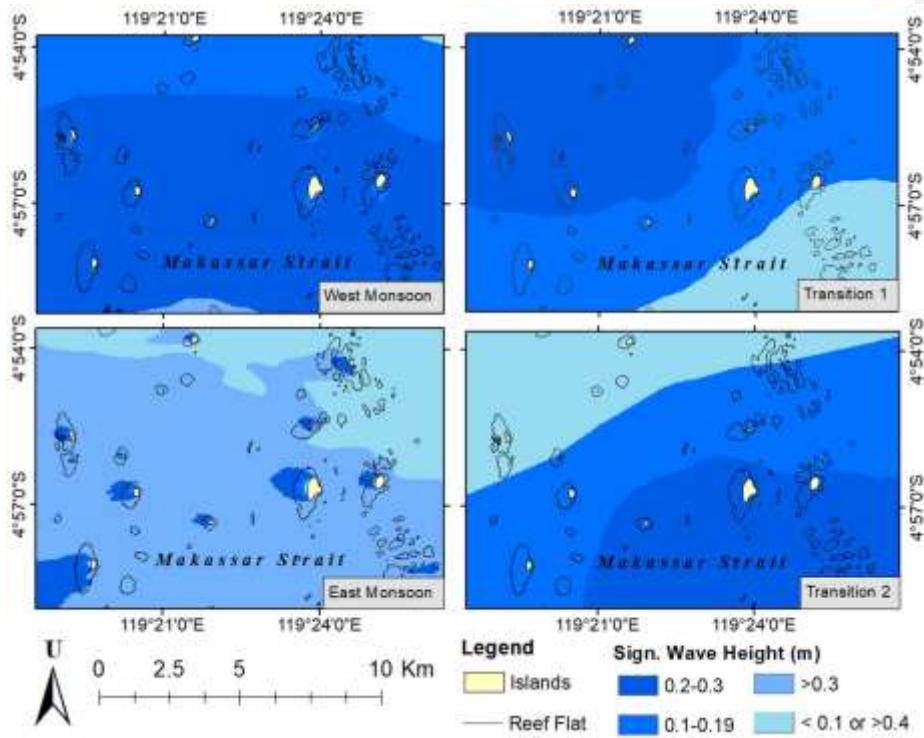 119°21'0"E 119°24'0"E 119°21'0"E 119°24'0"E
4°54'0"S 4°54'0"S
4°57'0"S 4°57'0"S
Makassar Strait Makassar Strait
West Monsoon Transition 1
4°54'0"S 4°54'0"S
4°57'0"S 4°57'0"S
Makassar Strait Makassar Strait
East Monsoon Transition 2
119°21'0"E 119°24'0"E 119°21'0"E 119°24'0"E
U
0 2.5 5 10 Km
Legend Sign. Wave Height (m)
Islands 0.2-0.3 >0.3
Reef Flat 0.1-0.19 < 0.1 or >0.4